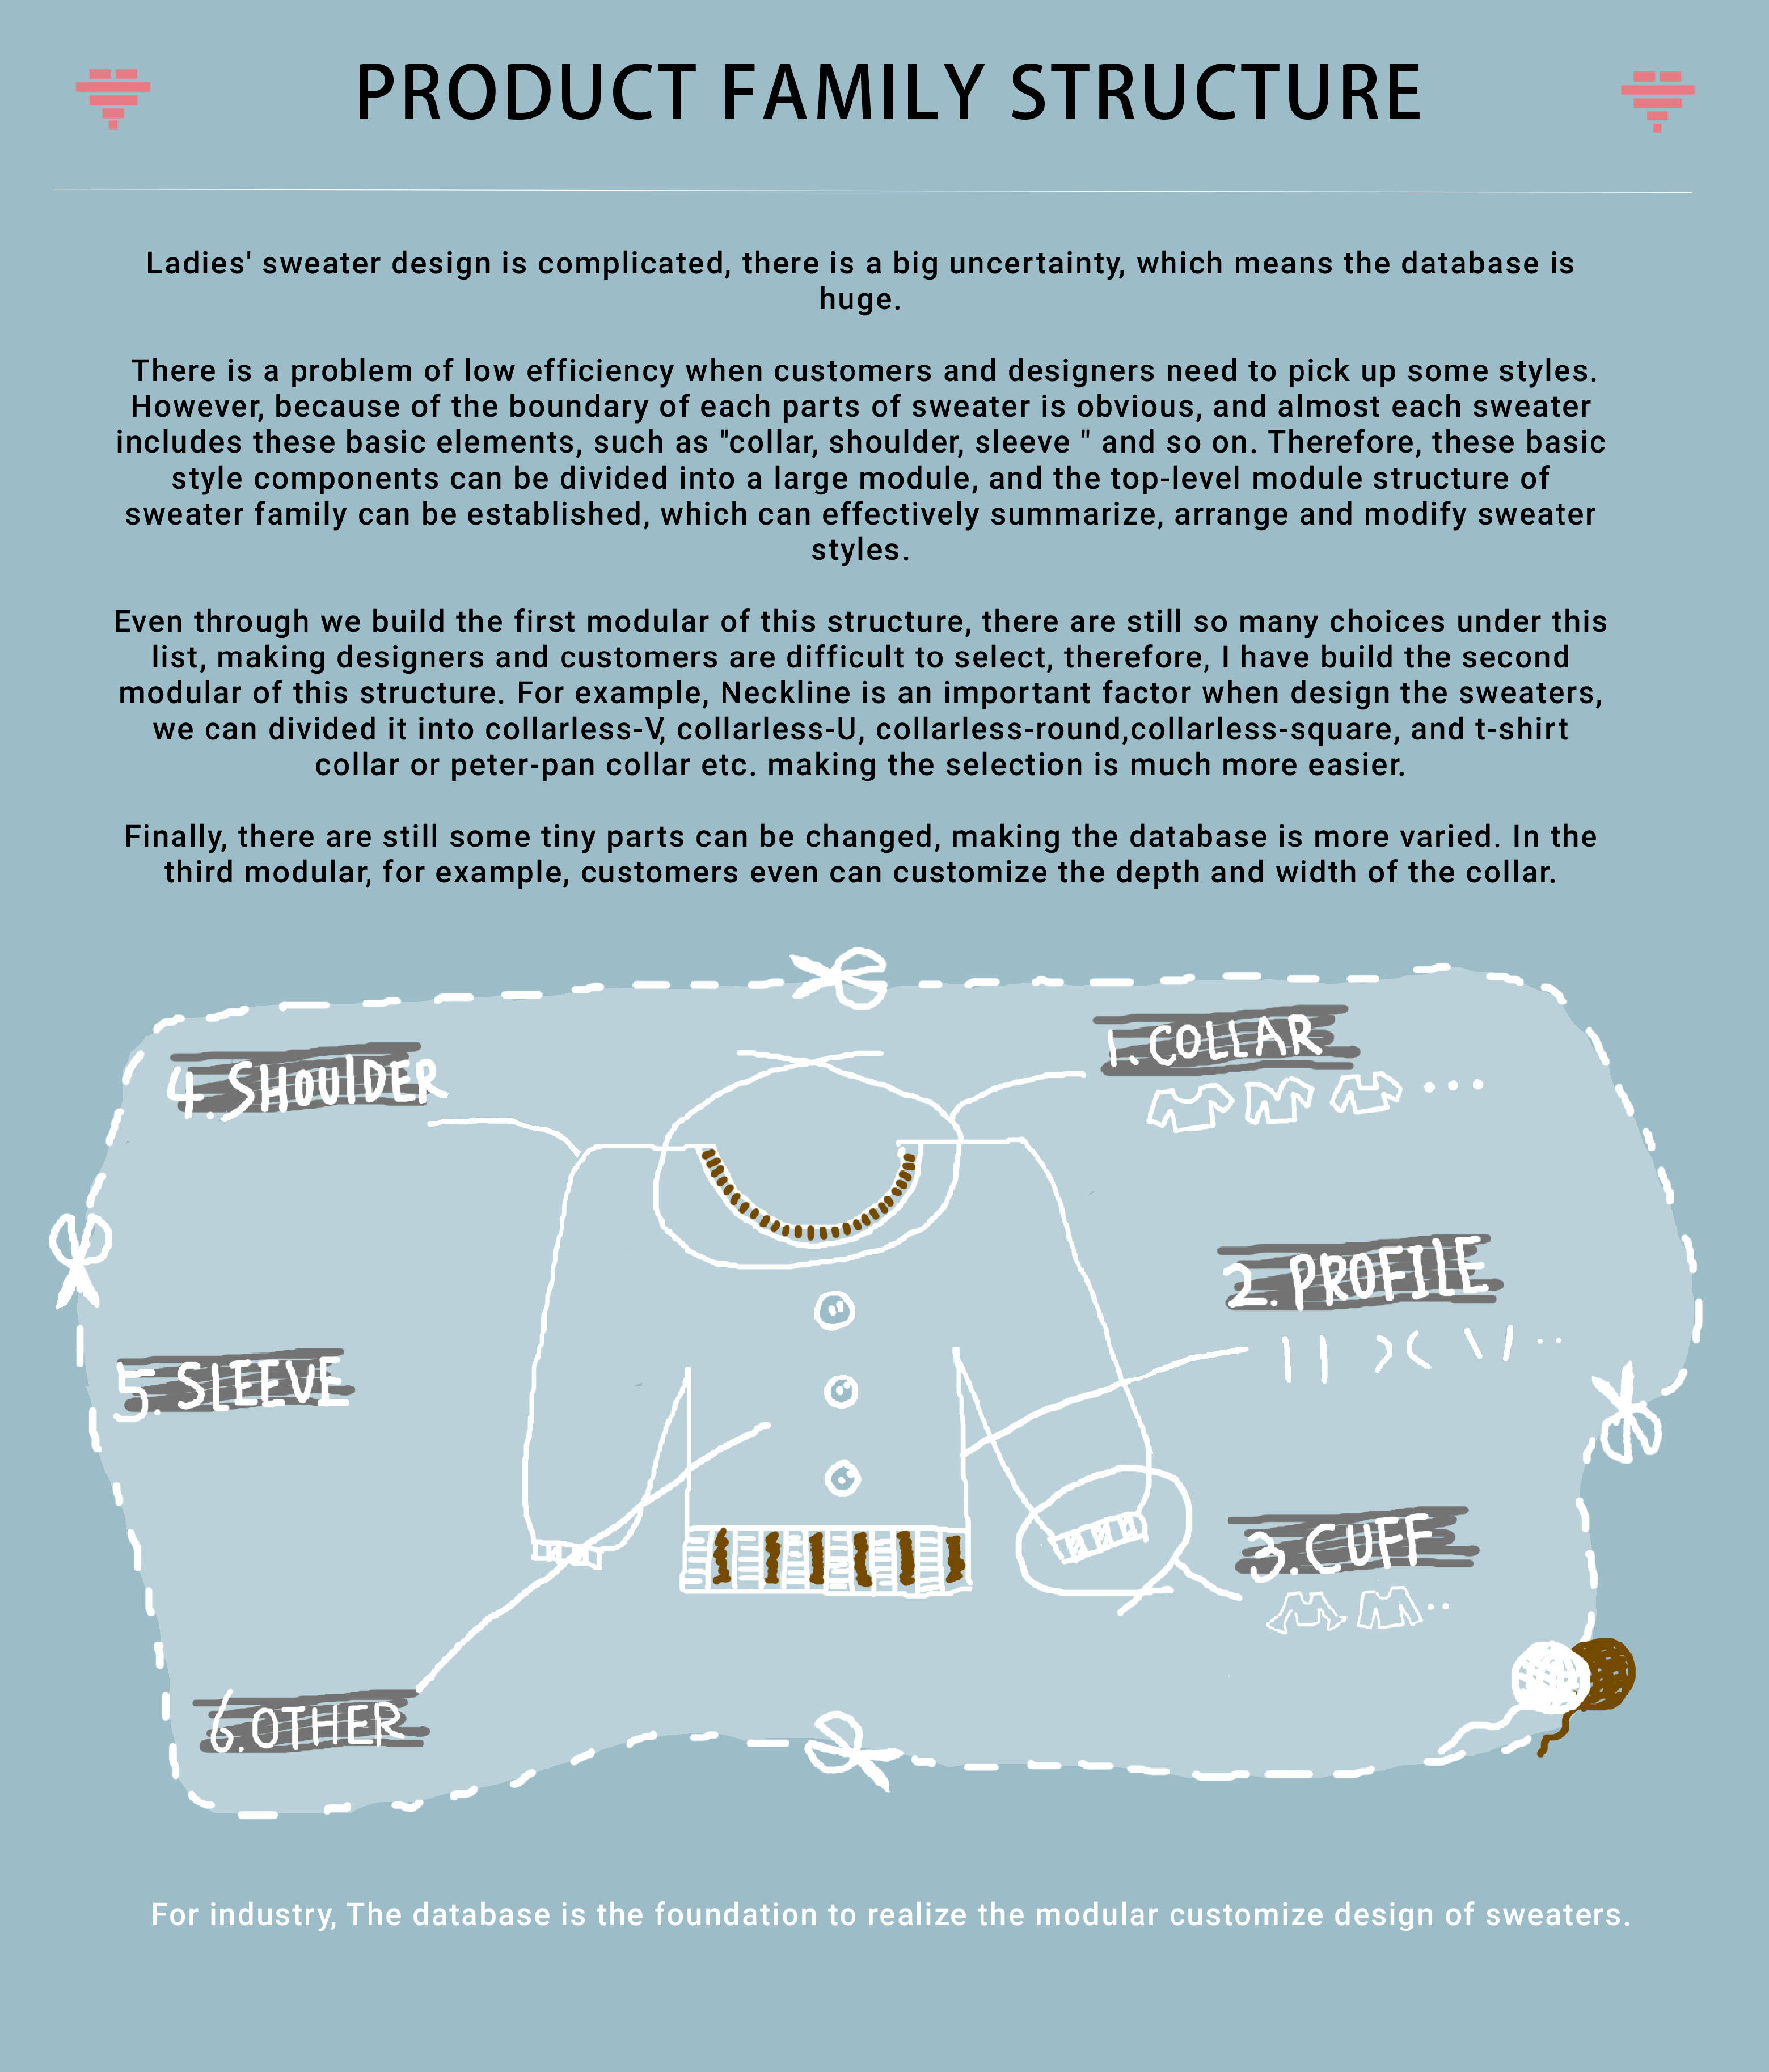 PRODUCT FAMILY STRUCTURE
Ladies' sweater design is complicated, there is a big uncertainty, which means the database is
huge.
There is a problem of low efficiency when customers and designers need to pick up some styles.
However, because of the boundary of each parts of sweater is obvious, and almost each sweater
includes these basic elements, such as "collar, shoulder, sleeve " and so on. Therefore, these basic
style components can be divided into a large module, and the top-level module structure of
sweater family can be established, which can effectively summarize, arrange and modify sweater
styles.
Even through we build the first modular of this structure, there are still so many choices under this
list, making designers and customers are difficult to select, therefore, I have build the second
modular of this structure. For example, Neckline is an important factor when design the sweaters,
we can divided it into collarless-V, collarless-U, collarless-round,collarless-square, and t-shirt
collar or peter-pan collar etc. making the selection is much more easier.
Finally, there are still some tiny parts can be changed, making the database is more varied. In the
third modular, for example, customers even can customize the depth and width of the collar.
1. COLLAR
4. SHOULDER
2. PROFILE
5. SLEEVE
3. CUFF
6. OTHER
For industry, The database is the foundation to realize the modular customize design of sweaters.